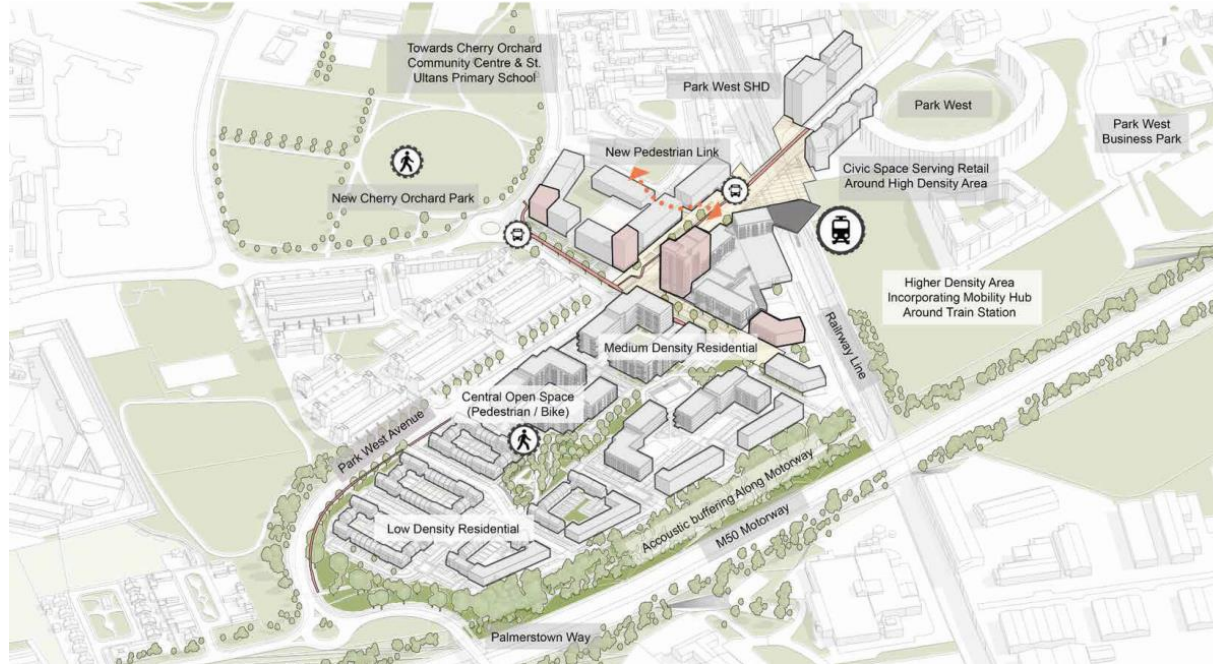 Towards Cherry Orchard
Community Centre & St.
Ultans Primary School
Park West SHD
Park West
Park West
Business Park
New Pedestrian Link
Civic Space Serving Retail
Around High Density Area
New Cherry Orchard Park
Higher Density Area
Incorporating Mobility Hub
Around Train Station
Railrway Line
Medium Density Residential
Central Open Space
(Pedestrian / Bike)
Park West Avenue
Low Density Residential
Accoustic buffering Along Motorway
M50 Motorway
Palmerstown Way